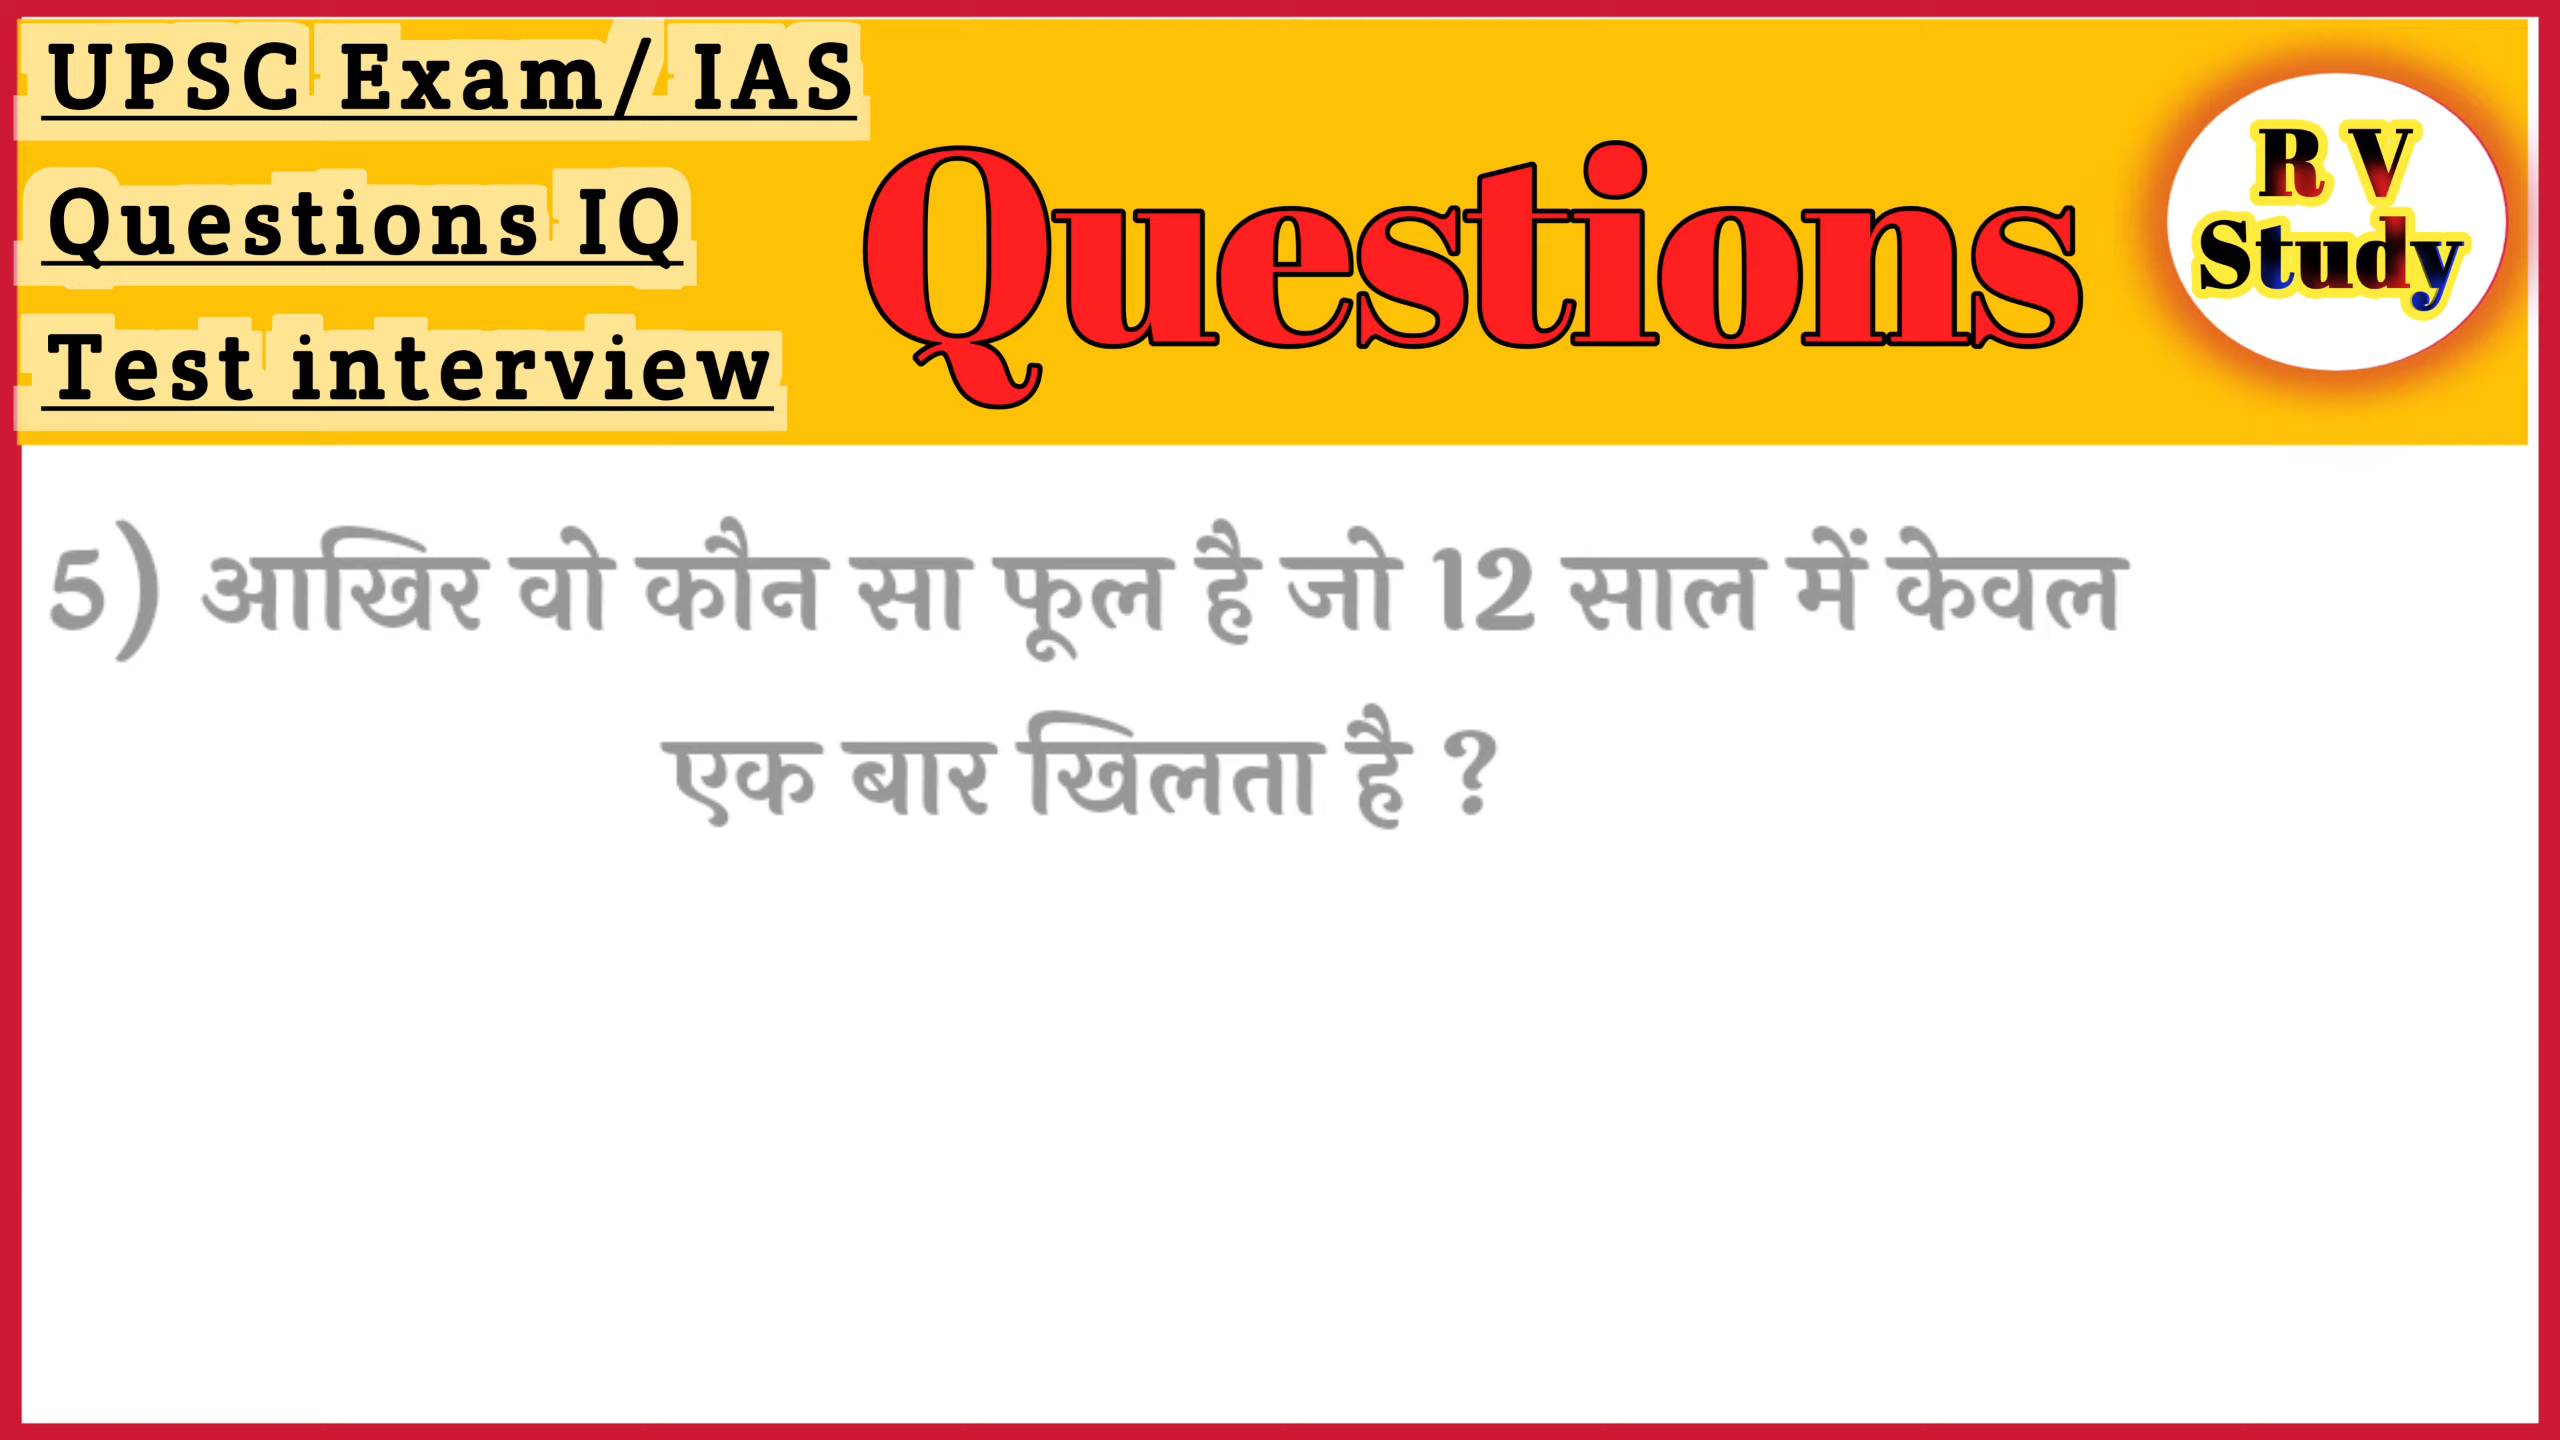 UPSC Exam/ IAS
Questions IQ
Test interview
Questions
R V
Study
5) आखिर वो कौन सा फूल है जो 12 साल में केवल
एक बार खिलता है ?